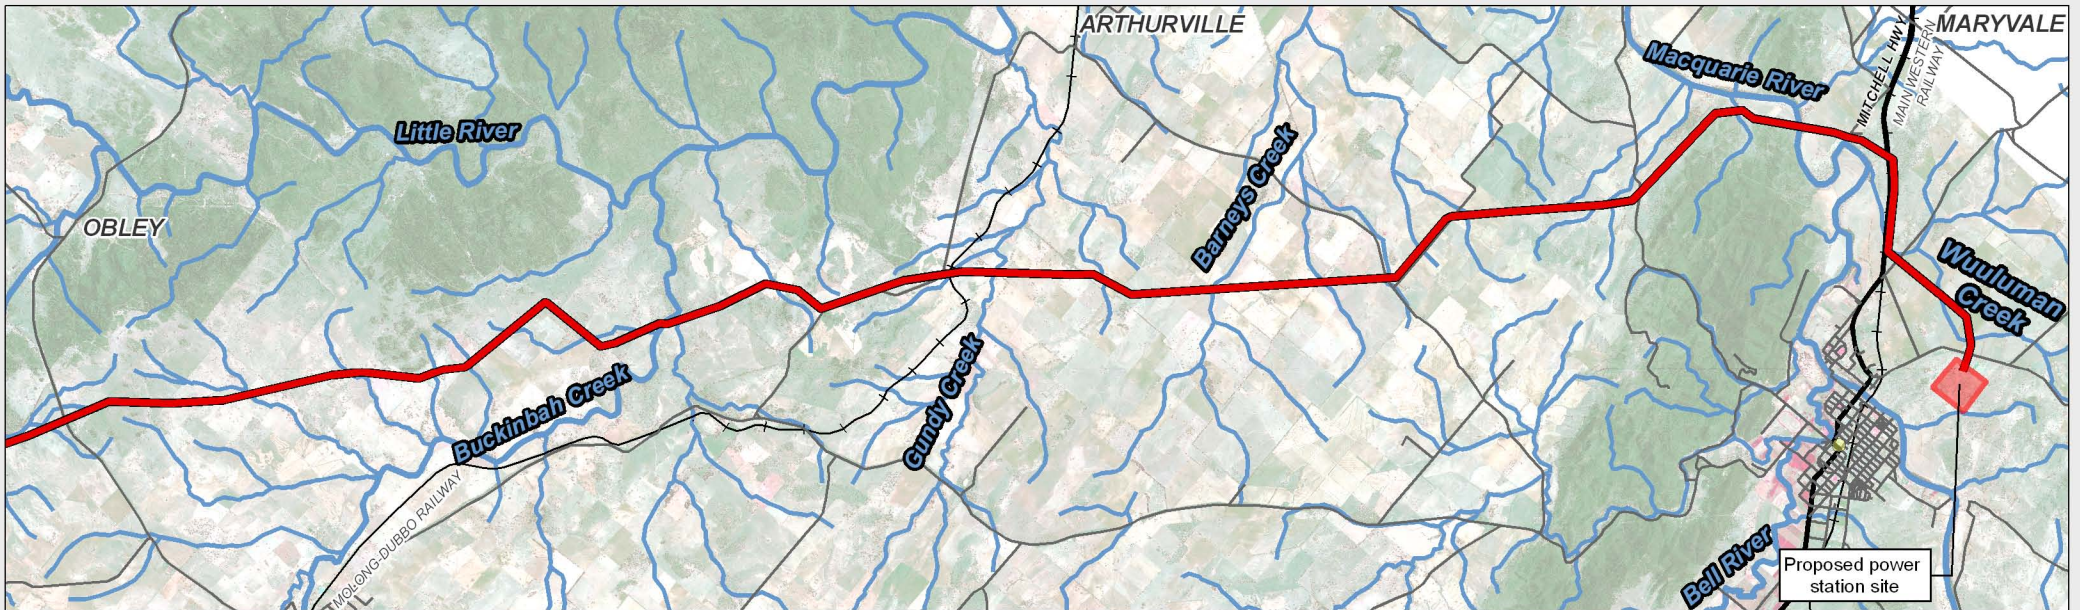 ARTHURVILLE
MARYVALE
MITCHELL HWY
MAIN WESTERN
RAILWAY
Macquarie River
Little River
Barneys Creek
OBLEY
Wuuluman
Creek
Gundy Creek
Buckinbah Creek
MOLONG-DUBBO RAILWAY
Bell River
Proposed power
station site